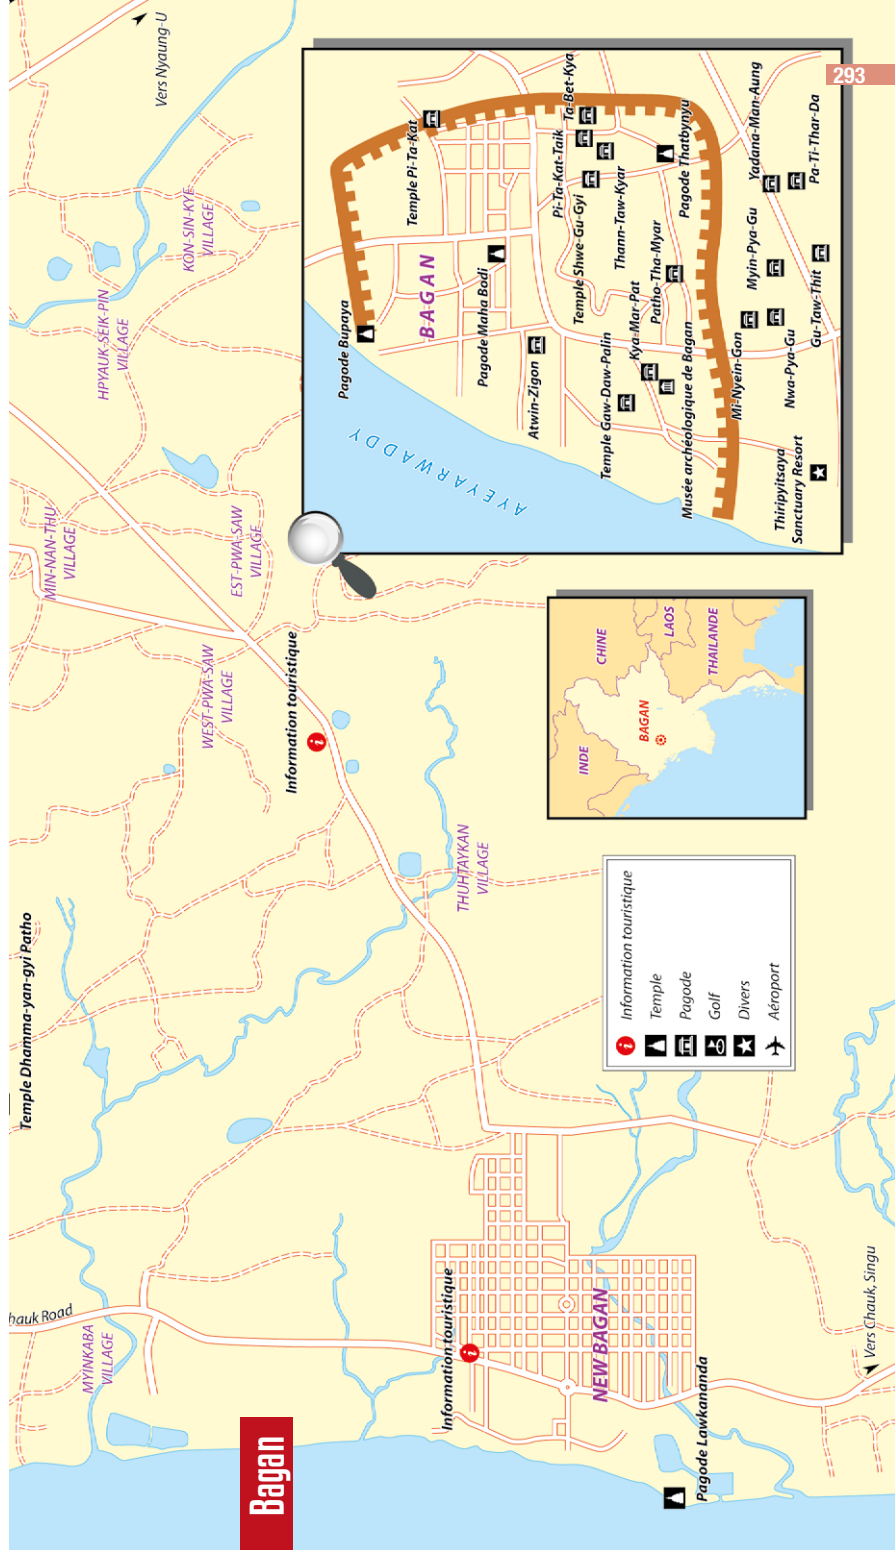 293
Bagan
Vers Nyaung-U
KON-SIN-KYE
VILLAGE
HPYAUK-SEIK-PIN
VILLAGE
MIN-NAN-THU
VILLAGE
EST-PWA-SAW
VILLAGE
WEST-PWA-SAW
VILLAGE
Information touristique
THUHTAYKAN
VILLAGE
Temple Dhamma-yan-gyi Patho
hauk Road
MYINKABA
VILLAGE
Information touristique
NEW BAGAN
Pagode Lawkananda
Vers Chauk, Singu
Pagode Bupaya
Temple Pi-Ta-Kat
BAGAN
Pagode Maha Bodi
Atwin-Zigon
AYEYARWADDY
Ta-Bet-Kya
Pi-Ta-Kat-Taik
Temple Shwe-Gu-Gyi
Thann-Taw-Kyar
Pagode Thatbynyu
Patho-Tha-Myar
Kya-Mar-Pat
Temple Gaw-Daw-Palin
Musée archéologique de Bagan
Mi-Nyein-Gon
Myin-Pya-Gu
Yadana-Man-Aung
Pa-Ti-Thar-Da
Nwa-Pya-Gu
Gu-Taw-Thit
Thiripyitsaya
Sanctuary Resort
CHINE
LAOS
THAILANDE
INDE
BAGAN
Information touristique
Temple
Pagode
Golf
Divers
Aéroport